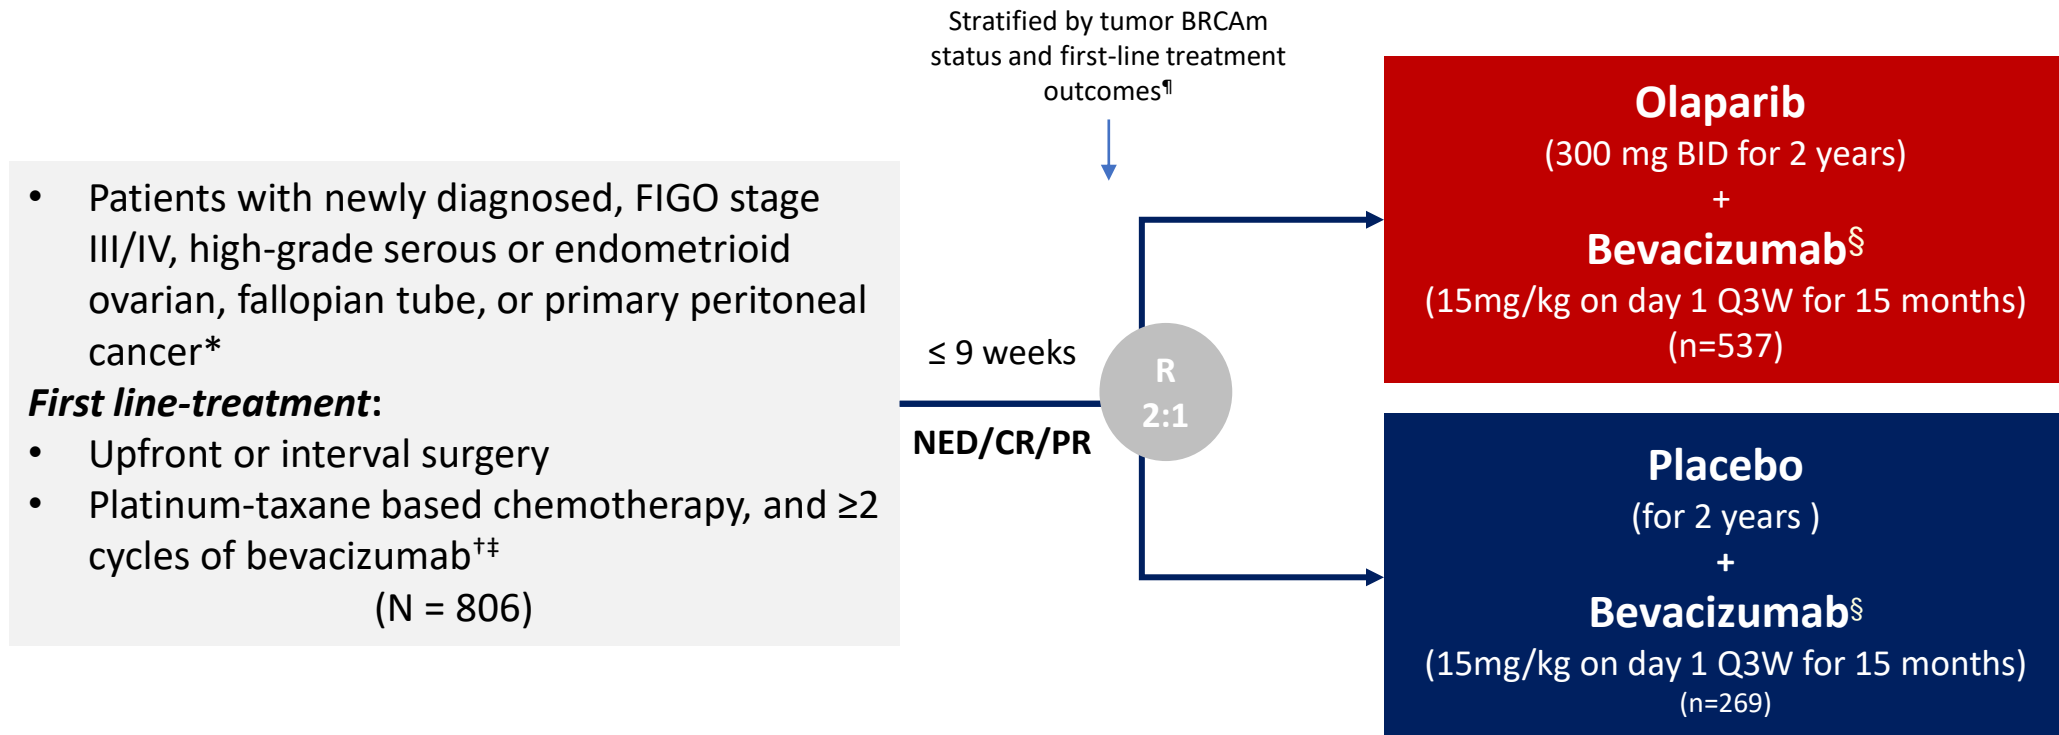 Stratified by tumor BRCAm
status and first-line treatment
outcomes¶
• Patients with newly diagnosed, FIGO stage
III/IV, high-grade serous or endometrioid
ovarian, fallopian tube, or primary peritoneal
cancer*
First line-treatment:
• Upfront or interval surgery
• Platinum-taxane based chemotherapy, and ≥2
cycles of bevacizumab†‡
(N = 806)
≤ 9 weeks
NED/CR/PR
R
2:1
Olaparib
(300 mg BID for 2 years)
+
Bevacizumab§
(15mg/kg on day 1 Q3W for 15 months)
(n=537)
Placebo
(for 2 years )
+
Bevacizumab§
(15mg/kg on day 1 Q3W for 15 months)
(n=269)